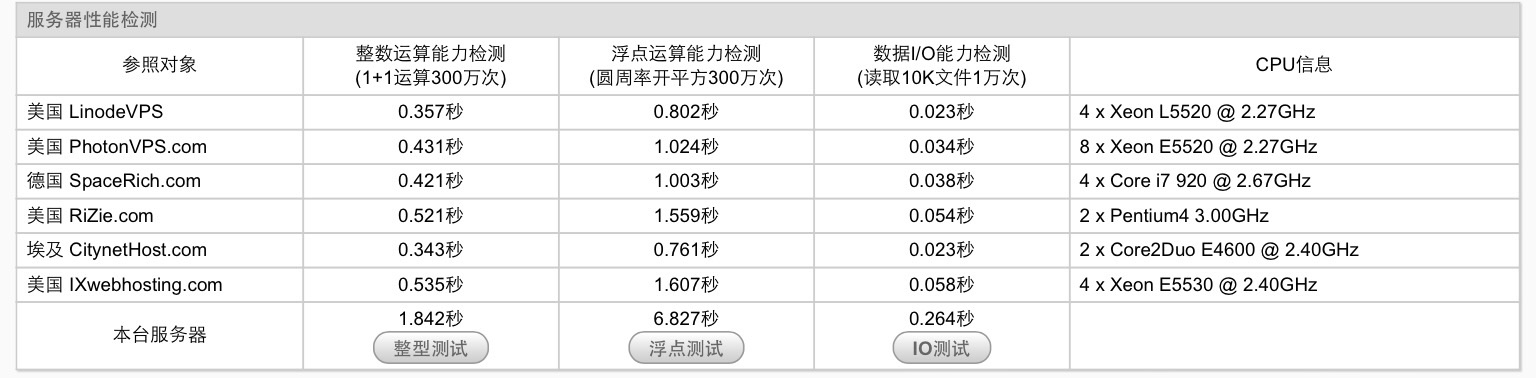 服务器性能检测
参照对象 整数运算能力检测 (1+1运算300万次) 浮点运算能力检测 (圆周率开平方300万次) 数据I/O能力检测 (读取10K文件1万次) CPU信息
美国 LinodeVPS 0.357秒 0.802秒 0.023秒 4 x Xeon L5520 @ 2.27GHz
美国 PhotonVPS.com 0.431秒 1.024秒 0.034秒 8 x Xeon E5520 @ 2.27GHz
德国 SpaceRich.com 0.421秒 1.003秒 0.038秒 4 x Core i7 920 @ 2.67GHz
美国 RiZie.com 0.521秒 1.559秒 0.054秒 2 x Pentium4 3.00GHz
埃及 CitynetHost.com 0.343秒 0.761秒 0.023秒 2 x Core2Duo E4600 @ 2.40GHz
美国 IXwebhosting.com 0.535秒 1.607秒 0.058秒 4 x Xeon E5530 @ 2.40GHz
本台服务器 1.842秒 6.827秒 0.264秒
整型测试 浮点测试 IO测试